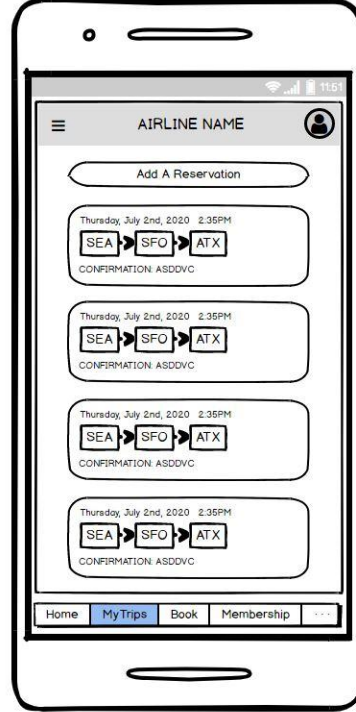 11:51
AIRLINE NAME
Add A Reservation
Thursday, July 2nd, 2020 2:35PM
SEA SFO ATX
CONFIRMATION: ASDDVC
Thursday, July 2nd, 2020 2:35PM
SEA SFO ATX
CONFIRMATION: ASDDVC
Thursday, July 2nd, 2020 2:35PM
SEA SFO ATX
CONFIRMATION: ASDDVC
Thursday, July 2nd, 2020 2:35PM
SEA SFO ATX
CONFIRMATION: ASDDVC
Home MyTrips Book Membership ...